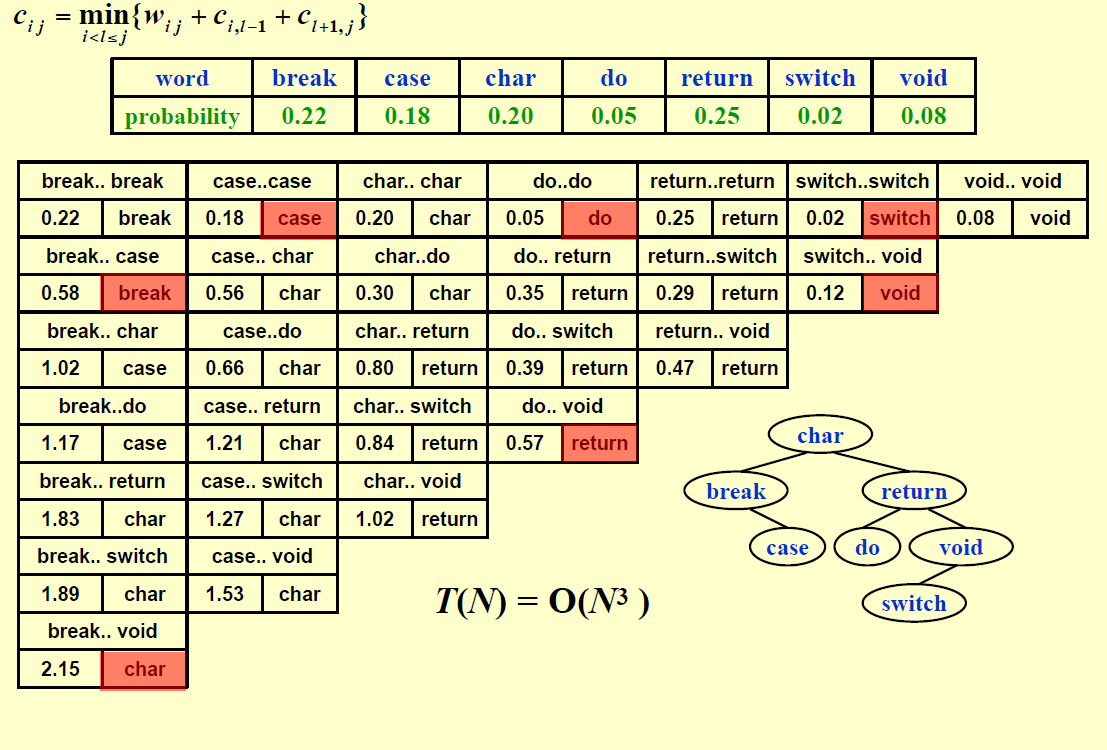 c_{ij} = min_{i<l≤j}{w_{ij} + c_{i,l-1} + c_{l+1,j}}
word break case char do return switch void
probability 0.22 0.18 0.20 0.05 0.25 0.02 0.08
break.. break case..case char.. char do..do return..return switch..switch void.. void
0.22 break 0.18 case 0.20 char 0.05 do 0.25 return 0.02 switch 0.08 void
break.. case case.. char char..do do.. return return..switch switch.. void
0.58 break 0.56 char 0.30 char 0.35 return 0.29 return 0.12 void
break.. char case..do char.. return do.. switch return.. void
1.02 case 0.66 char 0.80 return 0.39 return 0.47 return
break..do case.. return char.. switch do.. void
1.17 case 1.21 char 0.84 return 0.57 return
break.. return case.. switch char.. void
1.83 char 1.27 char 1.02 return
break.. switch case.. void
1.89 char 1.53 char
break.. void
2.15 char
char
break return
case do void
switch
T(N) = O(N³ )